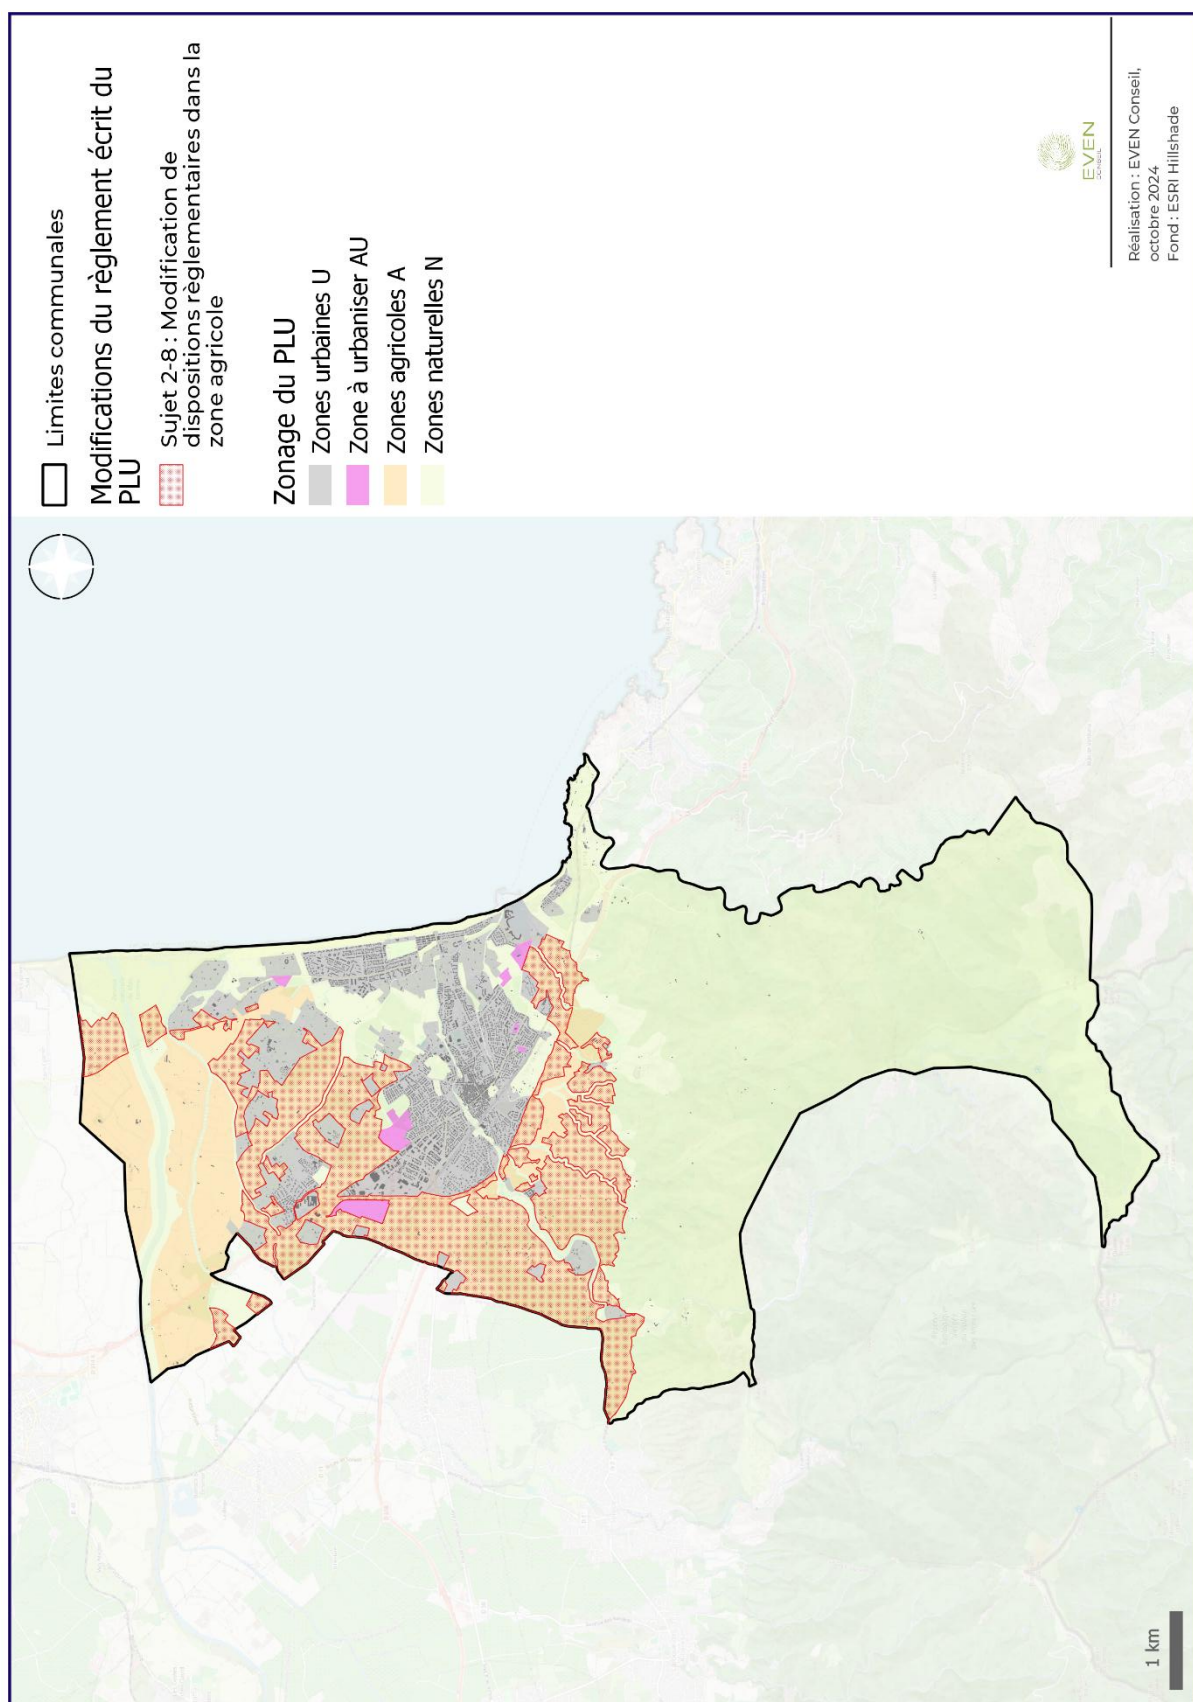 Limites communales
Modifications du règlement écrit du
PLU
Sujet 2-8 : Modification de
dispositions règlementaires dans la
zone agricole
Zonage du PLU
Zones urbaines U
Zone à urbaniser AU
Zones agricoles A
Zones naturelles N
EVEN
CONSEIL
Réalisation : EVEN Conseil,
octobre 2024
Fond : ESRI Hillshade
1 km